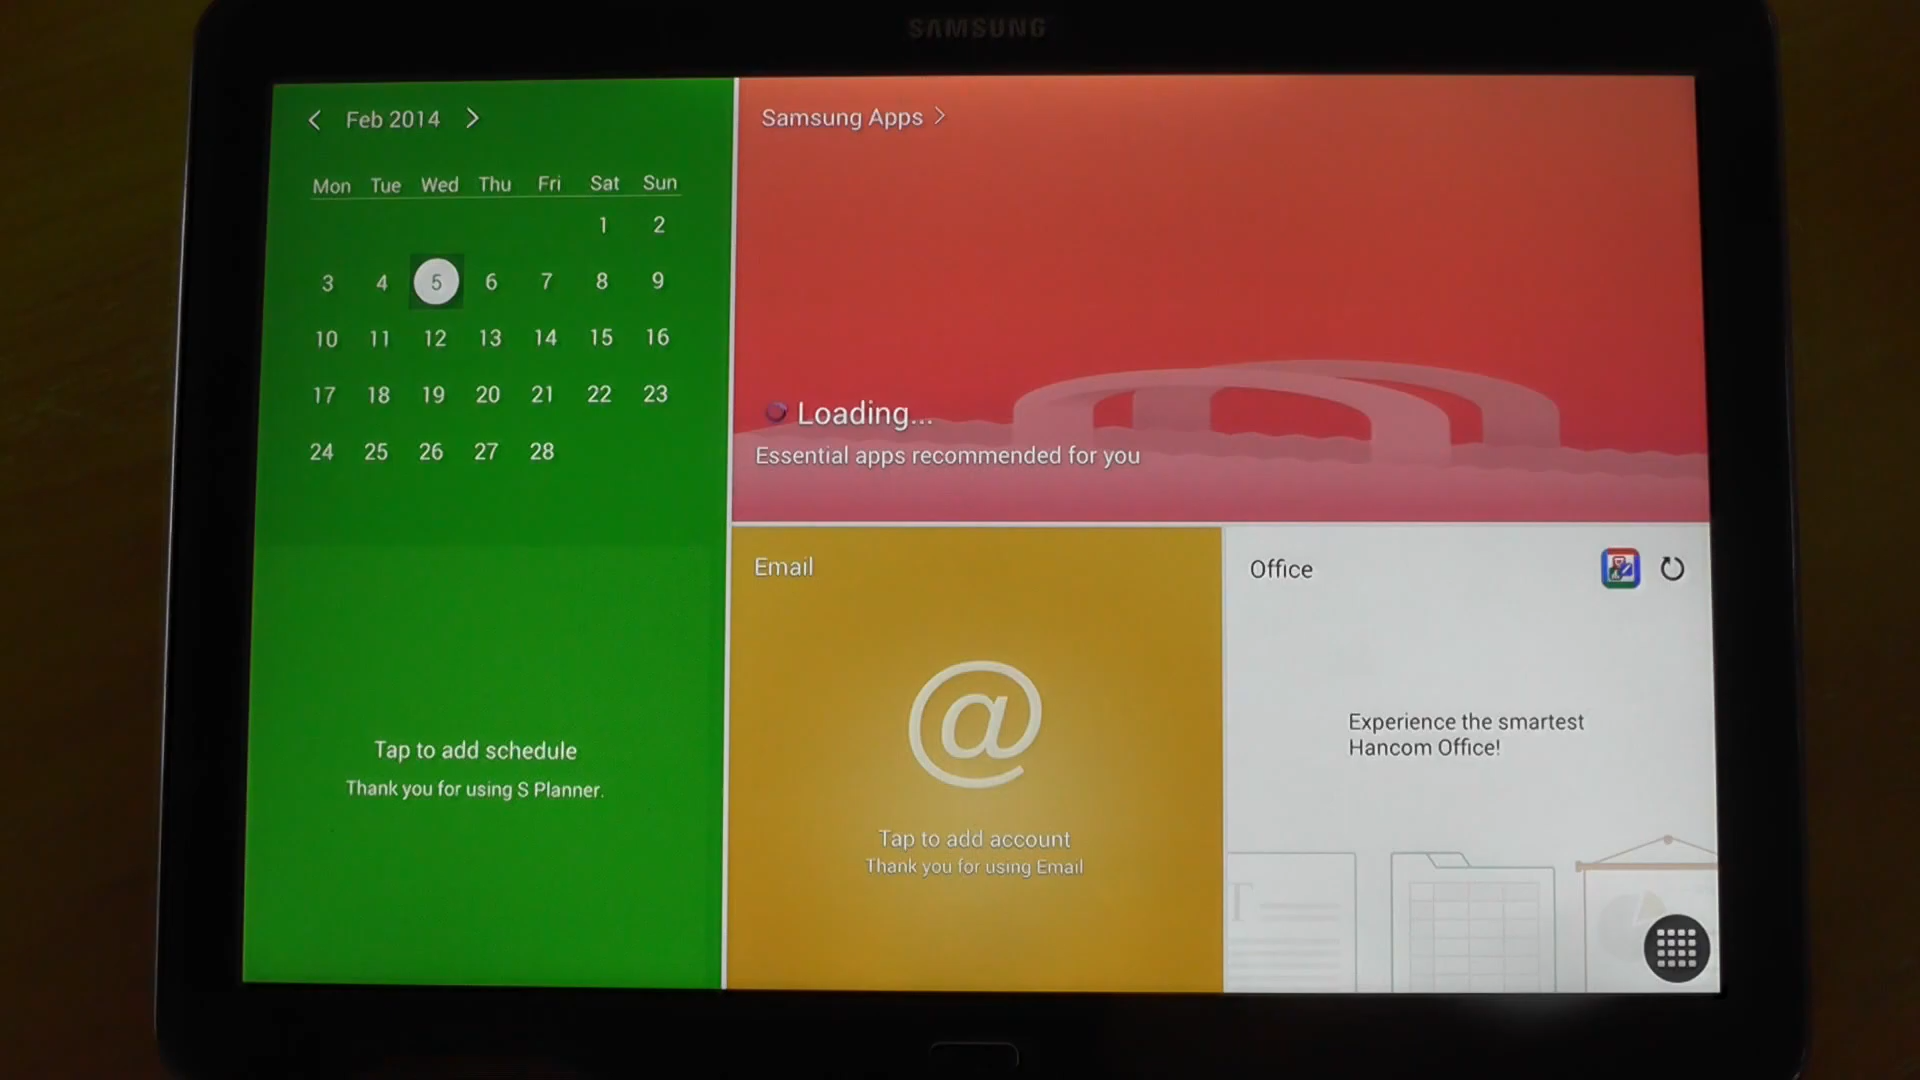 SAMSUNG
Feb 2014
Mon Tue Wed Thu Fri Sat Sun
1 2
3 4 5 6 7 8 9
10 11 12 13 14 15 16
17 18 19 20 21 22 23
24 25 26 27 28
Tap to add schedule
Thank you for using S Planner.
Samsung Apps
Loading...
Essential apps recommended for you
Email
@
Tap to add account
Thank you for using Email
Office
Experience the smartest
Hancom Office!
T